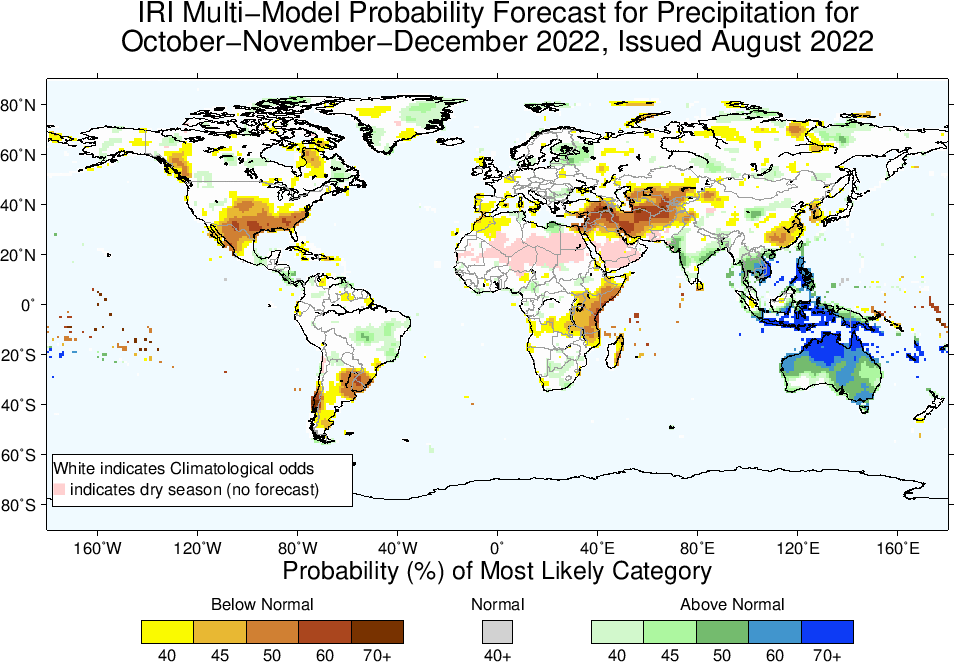 IRI Multi−Model Probability Forecast for Precipitation for
October−November−December 2022, Issued August 2022
80˚N
60˚N
40˚N
20˚N
0˚
20˚S
40˚S
60˚S
80˚S
White indicates Climatological odds
indicates dry season (no forecast)
160˚W 120˚W 80˚W 40˚W 0˚ 40˚E 80˚E 120˚E 160˚E
Probability (%) of Most Likely Category
Below Normal Normal Above Normal
40 45 50 60 70+ 40+ 40 40 50 60 70+